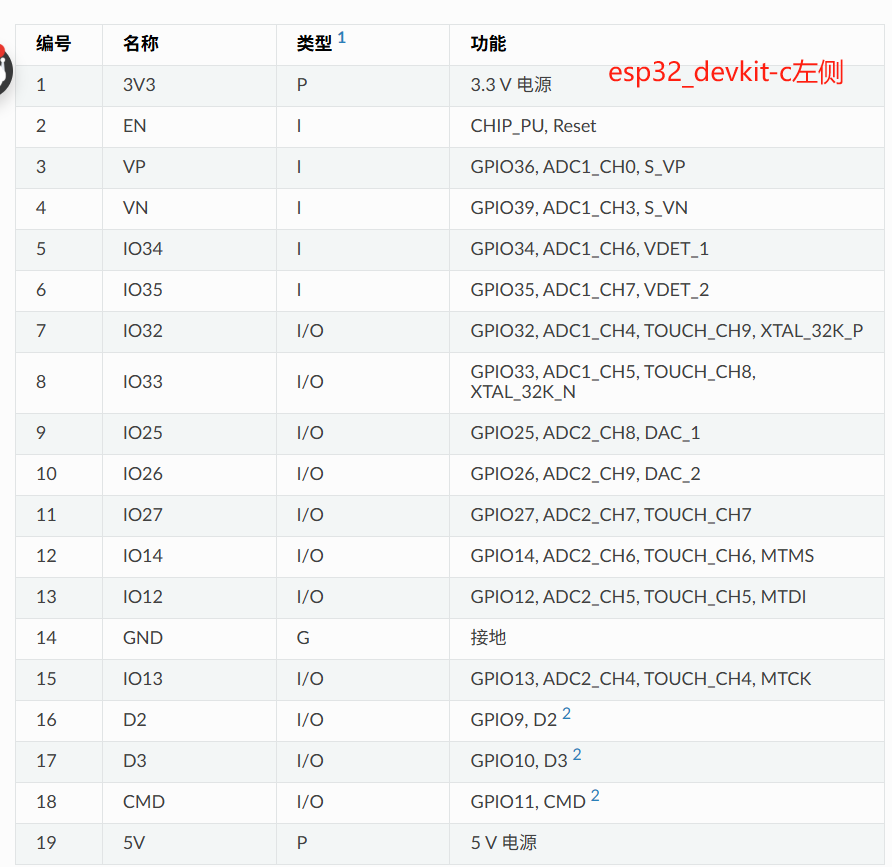 编号 名称 类型 1 功能
esp32_devkit-c左侧
1 3V3 P 3.3 V 电源
2 EN I CHIP_PU, Reset
3 VP I GPIO36, ADC1_CH0, S_VP
4 VN I GPIO39, ADC1_CH3, S_VN
5 IO34 I GPIO34, ADC1_CH6, VDET_1
6 IO35 I GPIO35, ADC1_CH7, VDET_2
7 IO32 I/O GPIO32, ADC1_CH4, TOUCH_CH9, XTAL_32K_P
8 IO33 I/O GPIO33, ADC1_CH5, TOUCH_CH8,
XTAL_32K_N
9 IO25 I/O GPIO25, ADC2_CH8, DAC_1
10 IO26 I/O GPIO26, ADC2_CH9, DAC_2
11 IO27 I/O GPIO27, ADC2_CH7, TOUCH_CH7
12 IO14 I/O GPIO14, ADC2_CH6, TOUCH_CH6, MTMS
13 IO12 I/O GPIO12, ADC2_CH5, TOUCH_CH5, MTDI
14 GND G 接地
15 IO13 I/O GPIO13, ADC2_CH4, TOUCH_CH4, MTCK
16 D2 I/O GPIO9, D2 2
17 D3 I/O GPIO10, D3 2
18 CMD I/O GPIO11, CMD 2
19 5V P 5 V 电源